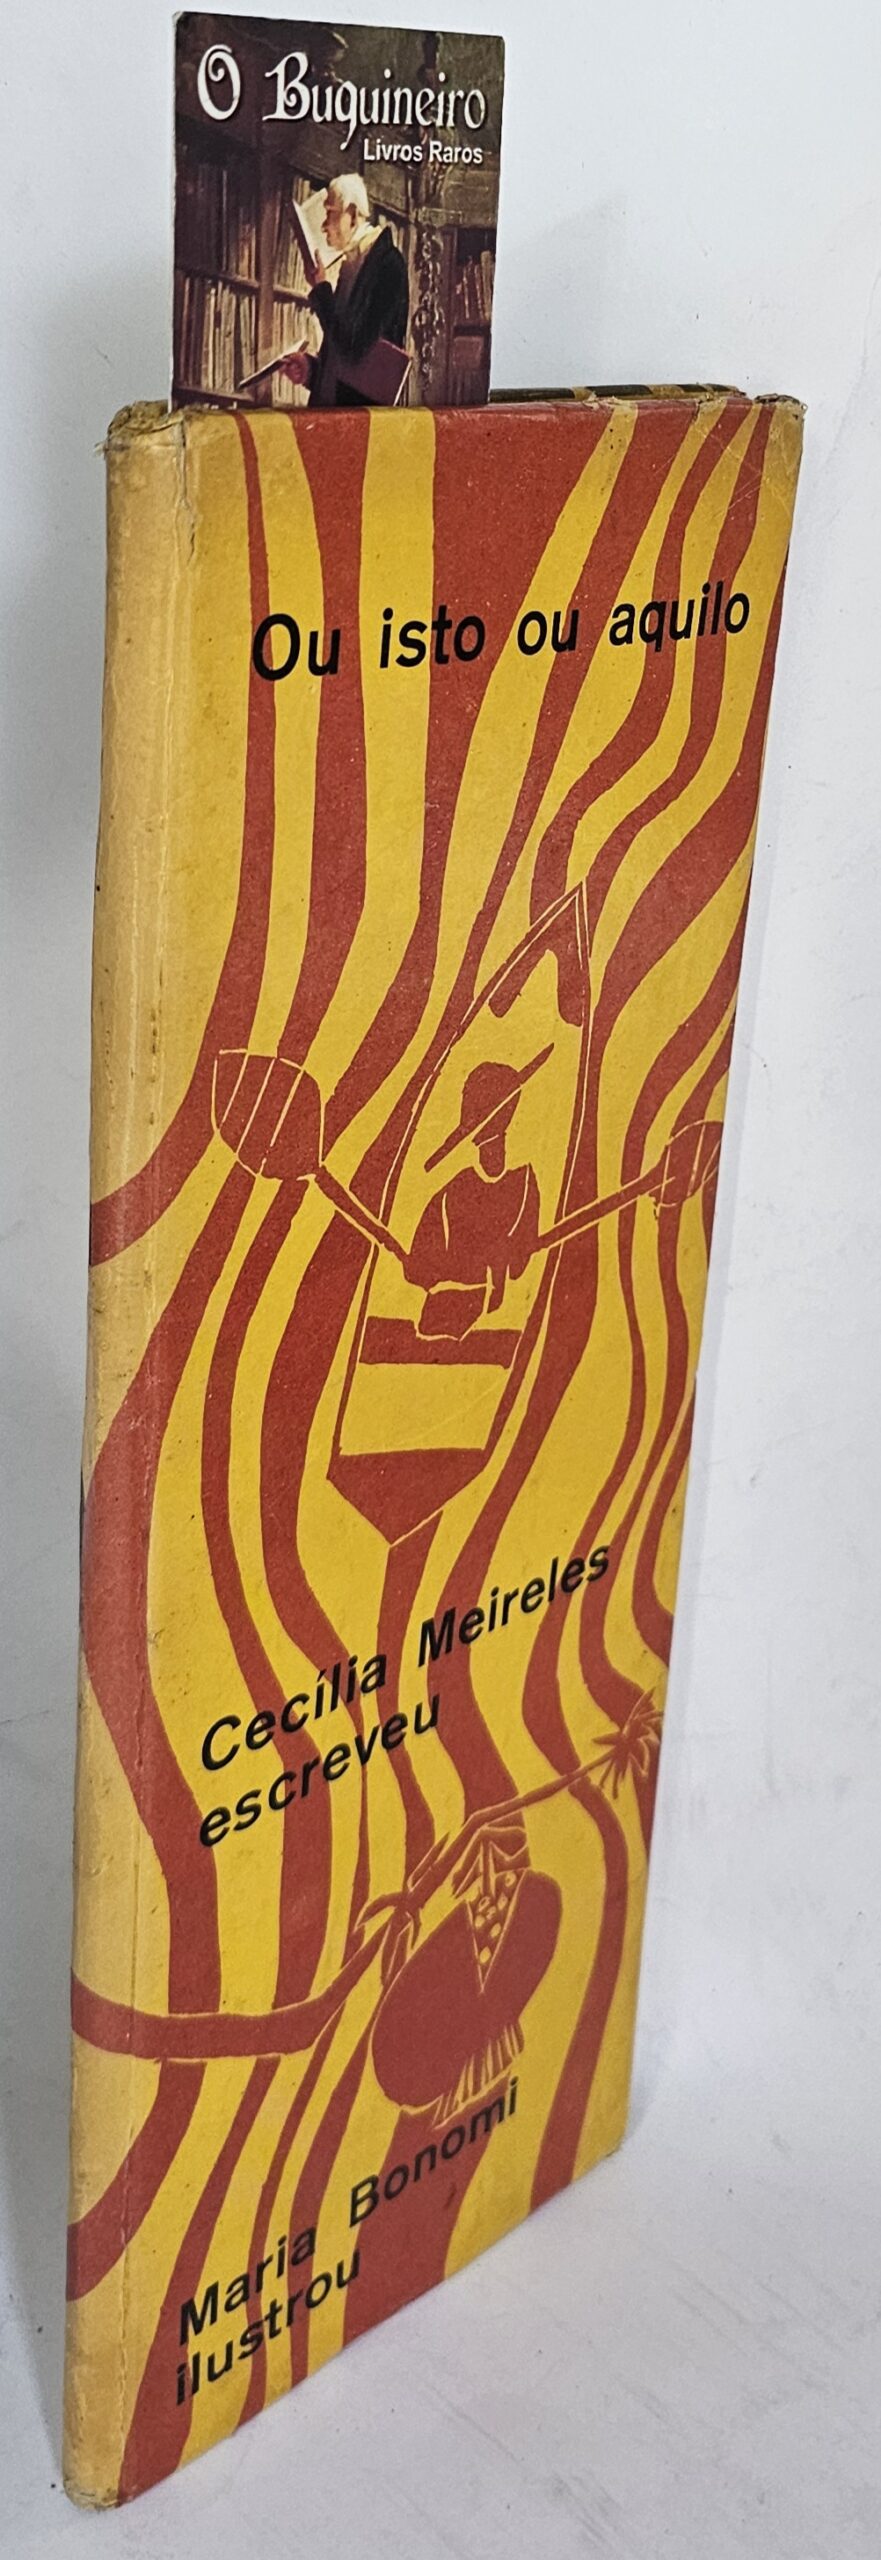 O Buquineiro
Livros Raros
Ou isto ou aquilo
Cecília Meireles
escreveu
Maria Bonomi
ilustrou